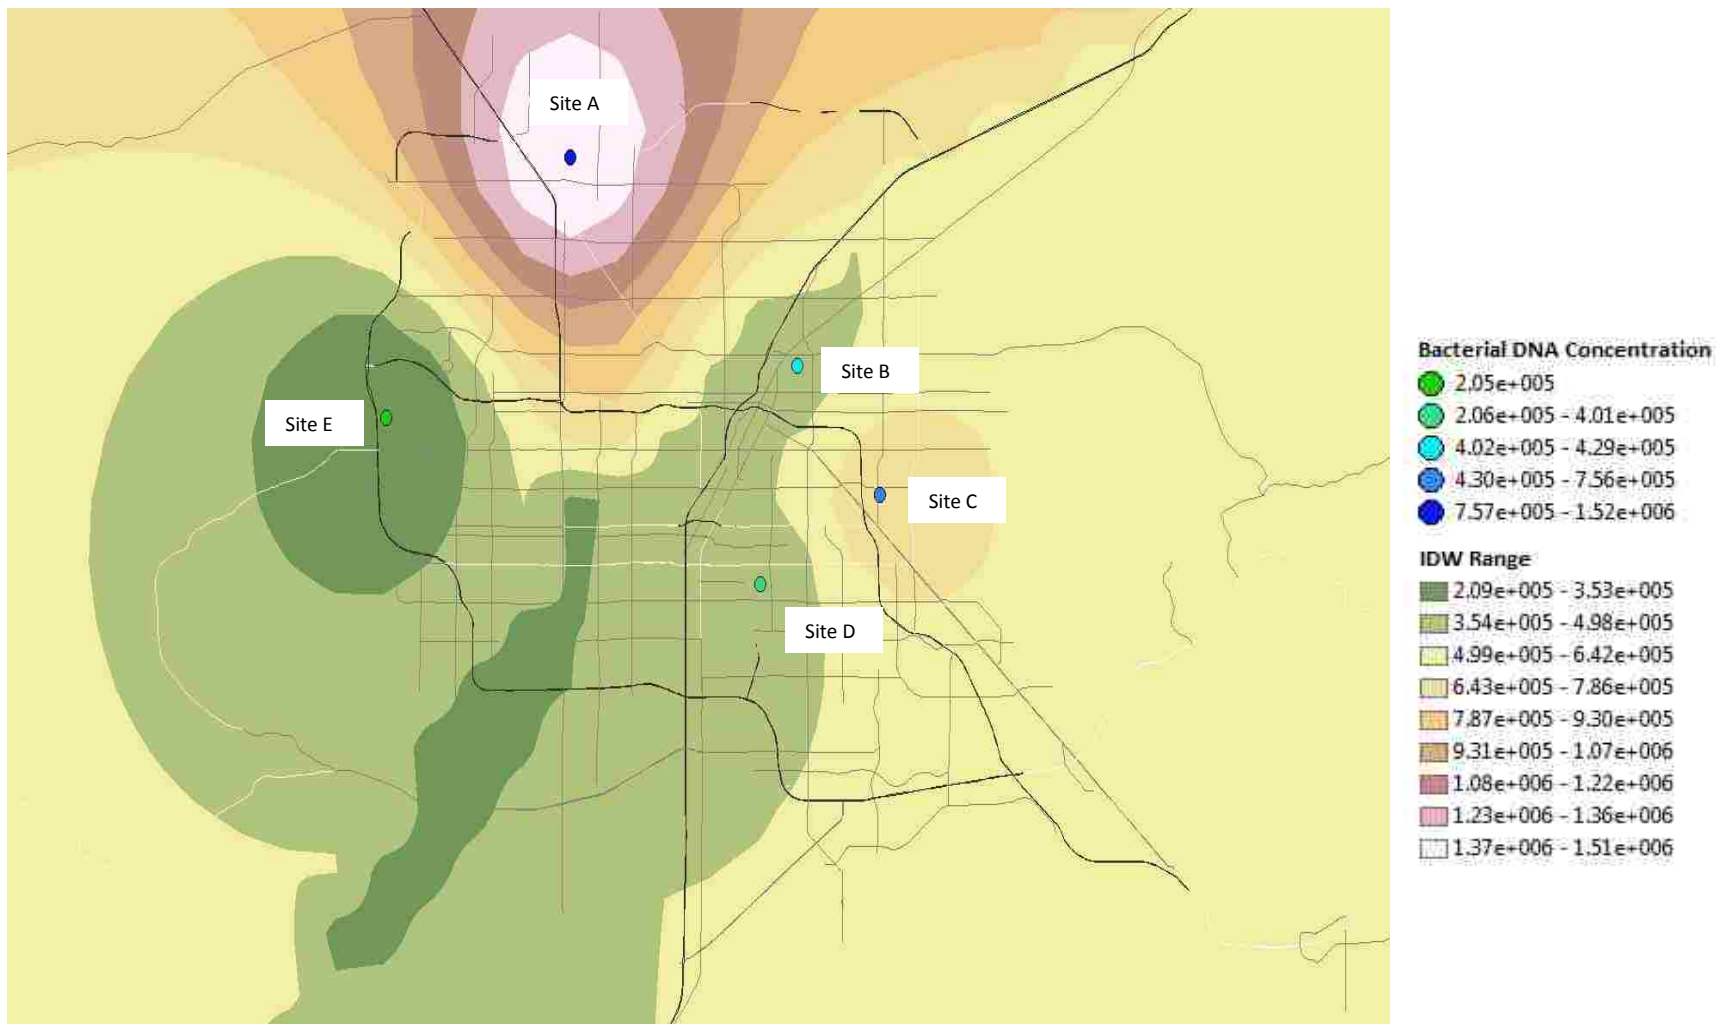 Site A
Site B
Site E
Site C
Site D
Bacterial DNA Concentration
2.05e+005
2.06e+005 - 4.01e+005
4.02e+005 - 4.29e+005
4.30e+005 - 7.56e+005
7.57e+005 - 1.52e+006
IDW Range
2.09e+005 - 3.53e+005
3.54e+005 - 4.98e+005
4.99e+005 - 6.42e+005
6.43e+005 - 7.86e+005
7.87e+005 - 9.30e+005
9.31e+005 - 1.07e+006
1.08e+006 - 1.22e+006
1.23e+006 - 1.36e+006
1.37e+006 - 1.51e+006